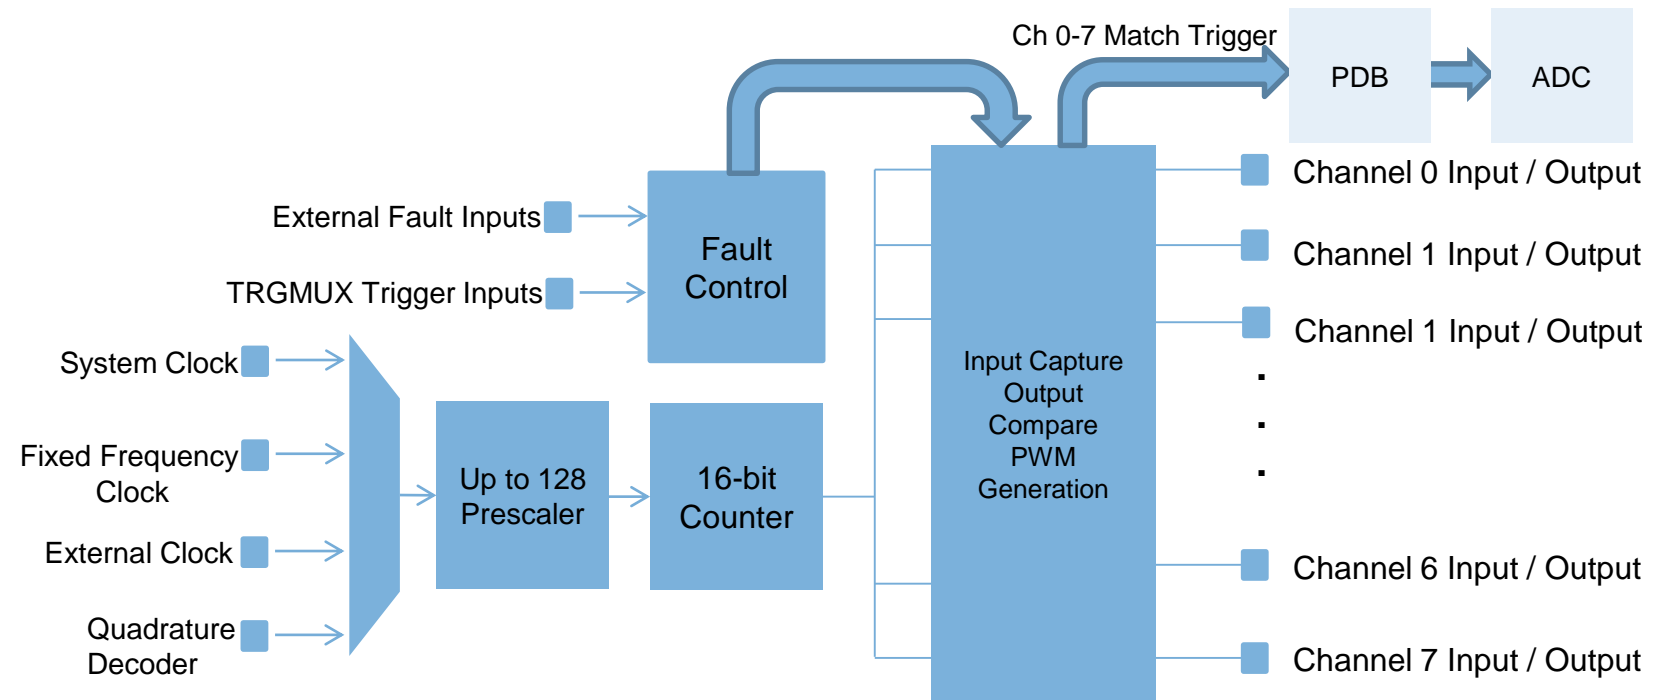 Ch 0-7 Match Trigger
PDB
ADC
Channel 0 Input / Output
External Fault Inputs
Fault
Control
Channel 1 Input / Output
TRGMUX Trigger Inputs
Channel 1 Input / Output
System Clock
Input Capture
Output
Compare
PWM
Generation
.
.
.
Fixed Frequency
Clock
Up to 128
Prescaler
16-bit
Counter
External Clock
Channel 6 Input / Output
Quadrature
Decoder
Channel 7 Input / Output